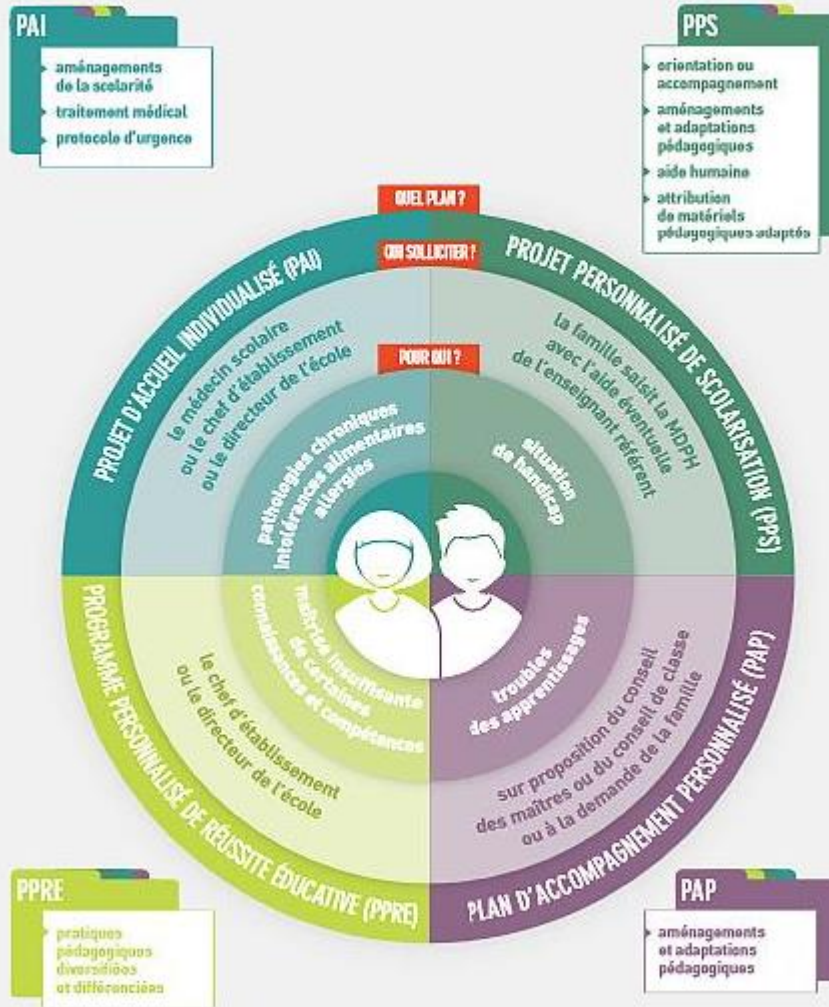 PAI
aménagements
de la scolarité
traitement médical
protocole d'urgence
PPS
orientation ou
accompagnement
aménagements
et adaptations
pédagogiques
aide humaine
attribution
de matériels
pédagogiques adaptés
QUEL PLAN ?
QUI SOLLICITER ?
POUR QUI ?
PROJET D'ACCUEIL INDIVIDUALISÉ (PAI)
le médecin scolaire
ou le chef d'établissement
ou le directeur de l'école
pathologies chroniques
intolérances alimentaires
allergies
PROJET PERSONNALISÉ DE SCOLARISATION (PPS)
la famille saisit la MDPH
avec l'aide éventuelle
de l'enseignant référent
situation
de handicap
PROGRAMME PERSONNALISÉ DE RÉUSSITE ÉDUCATIVE (PPRE)
le chef d'établissement
ou le directeur de l'école
maîtrise insuffisante
de certaines
connaissances et compétences
PLAN D'ACCOMPAGNEMENT PERSONNALISÉ (PAP)
sur proposition du conseil
des maîtres ou du conseil de classe
ou à la demande de la famille
troubles
des apprentissages
PPRE
pratiques
pédagogiques
diversifiées
et différenciées
PAP
aménagements
et adaptations
pédagogiques